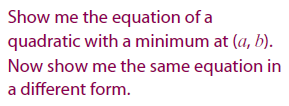 Show me the equation of a
quadratic with a minimum at (a, b).
Now show me the same equation in
a different form.